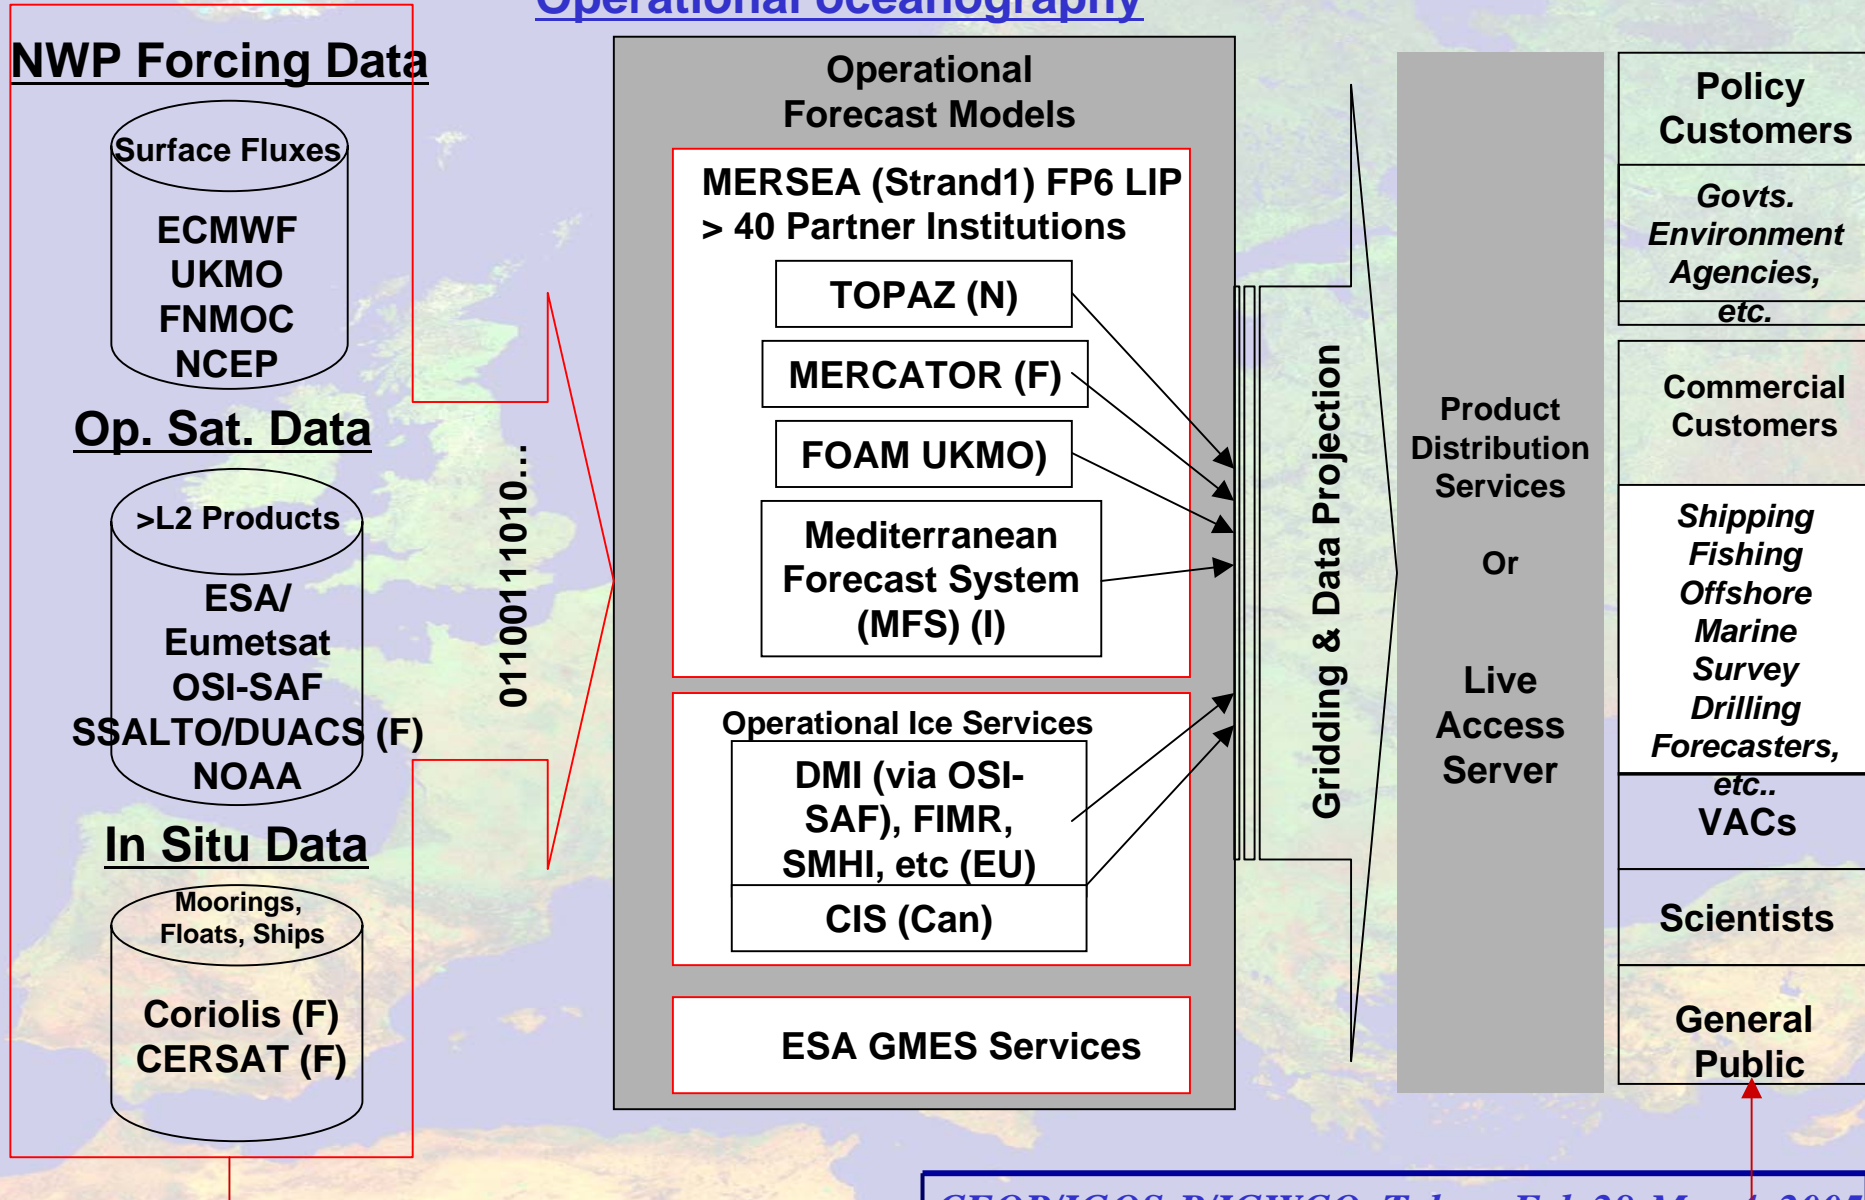 Operational oceanography
NWP Forcing Data
Surface Fluxes
ECMWF
UKMO
FNMOC
NCEP
Op. Sat. Data
>L2 Products
ESA/
Eumetsat
OSI-SAF
SSALTO/DUACS (F)
NOAA
In Situ Data
Moorings,
Floats, Ships
Coriolis (F)
CERSAT (F)
0110011101010...
Operational
Forecast Models
MERSEA (Strand1) FP6 LIP
> 40 Partner Institutions
TOPAZ (N)
MERCATOR (F)
FOAM UKMO)
Mediterranean
Forecast System
(MFS) (I)
Operational Ice Services
DMI (via OSI-
SAF), FIMR,
SMHI, etc (EU)
CIS (Can)
ESA GMES Services
Gridding & Data Projection
Product
Distribution
Services
Or
Live
Access
Server
Policy
Customers
Govts.
Environment
Agencies,
etc.
Commercial
Customers
Shipping
Fishing
Offshore
Marine
Survey
Drilling
Forecasters,
etc..
VACs
Scientists
General
Public